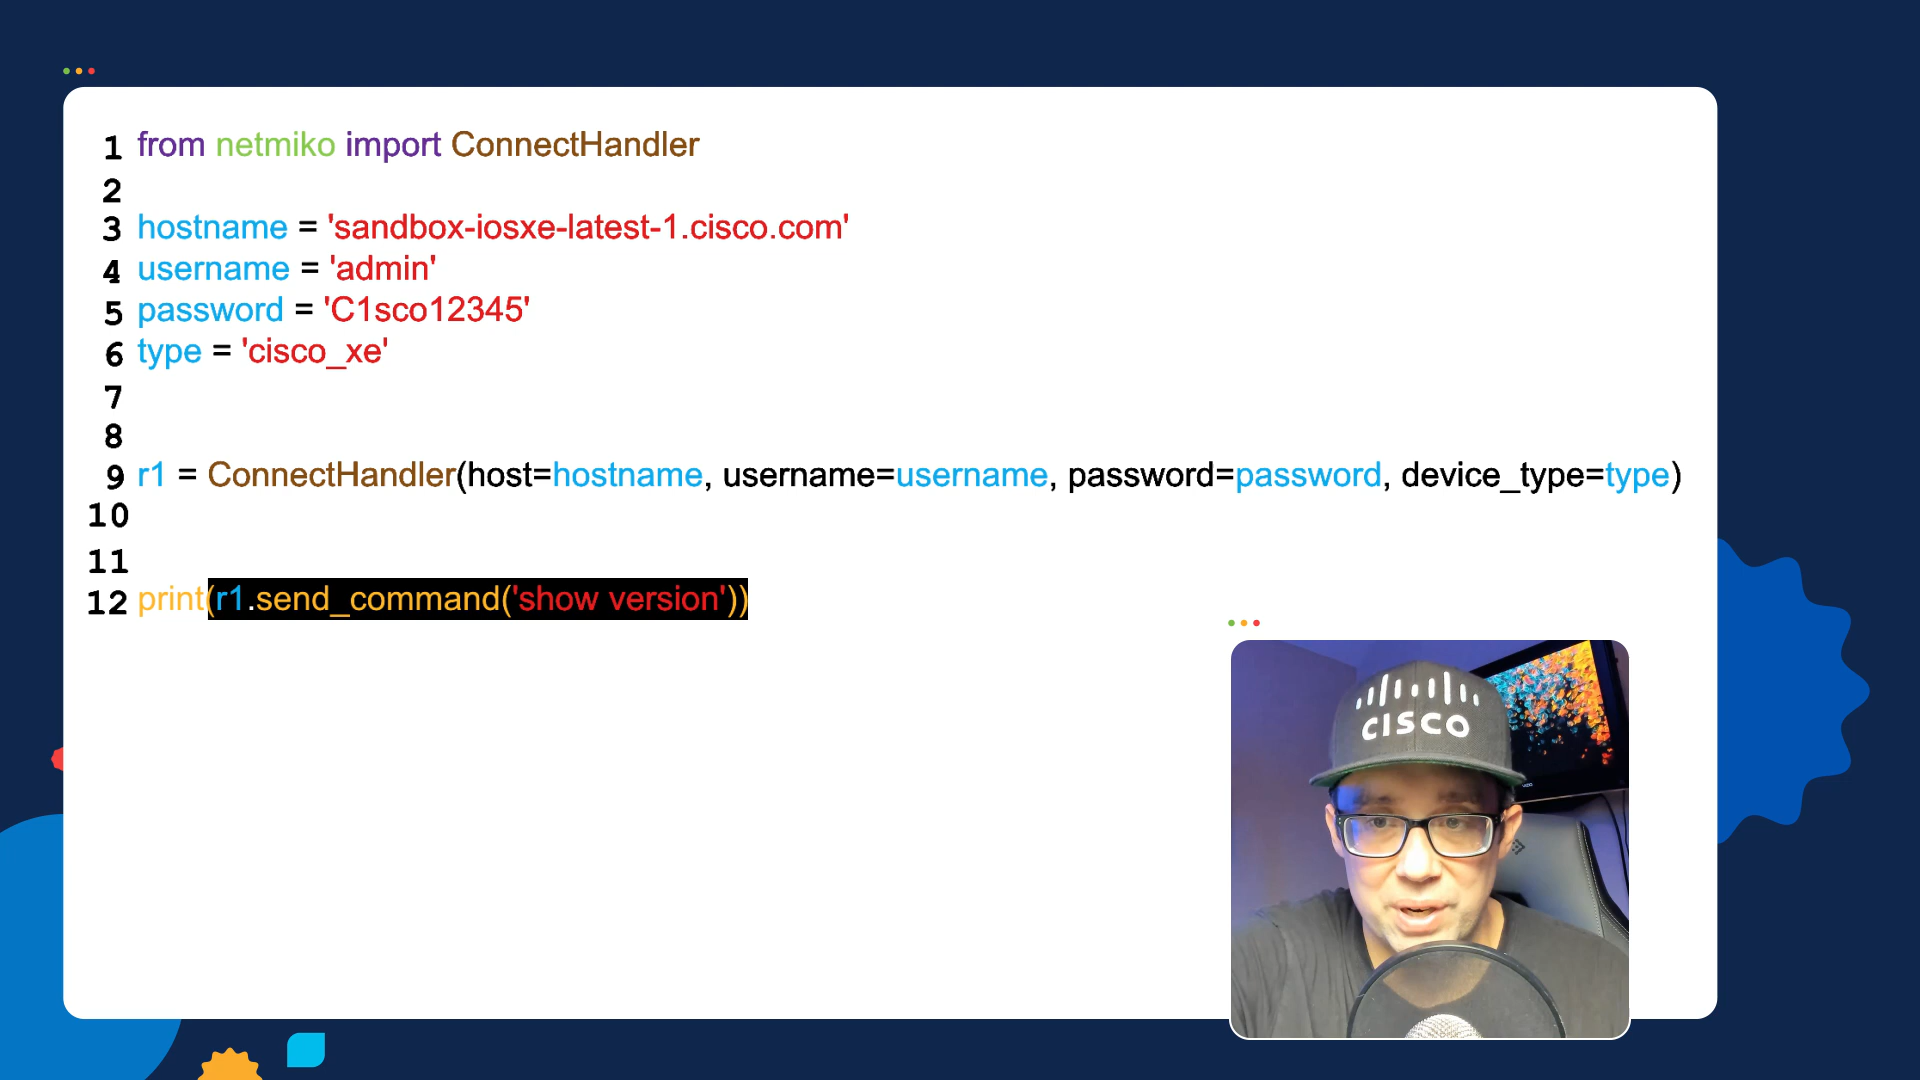 1 from netmiko import ConnectHandler
2
3 hostname = 'sandbox-iosxe-latest-1.cisco.com'
4 username = 'admin'
5 password = 'C1sco12345'
6 type = 'cisco_xe'
7
8
9 r1 = ConnectHandler(host=hostname, username=username, password=password, device_type=type)
10
11
12 print(r1.send_command('show version'))
CISCO